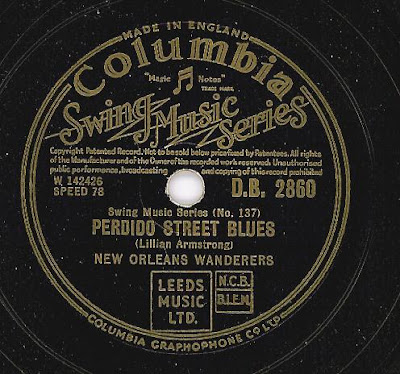 MADE IN ENGLAND
Columbia
"Magic Notes"
TRADE MARK
Swing Music Series
Copyright Patented Record. Not to be sold below price fixed by Patentees. All rights
of the Manufacturer and of the Owner of the recorded work reserved. Unauthorised
public performance, broadcasting and copying of this record prohibited
W. 142426
SPEED 78
D.B. 2860
Swing Music Series (No. 137)
PERDIDO STREET BLUES
(Lillian Armstrong)
NEW ORLEANS WANDERERS
LEEDS
MUSIC
LTD.
N.C.B.
B.I.E.M.
COLUMBIA GRAPHOPHONE CO LTD